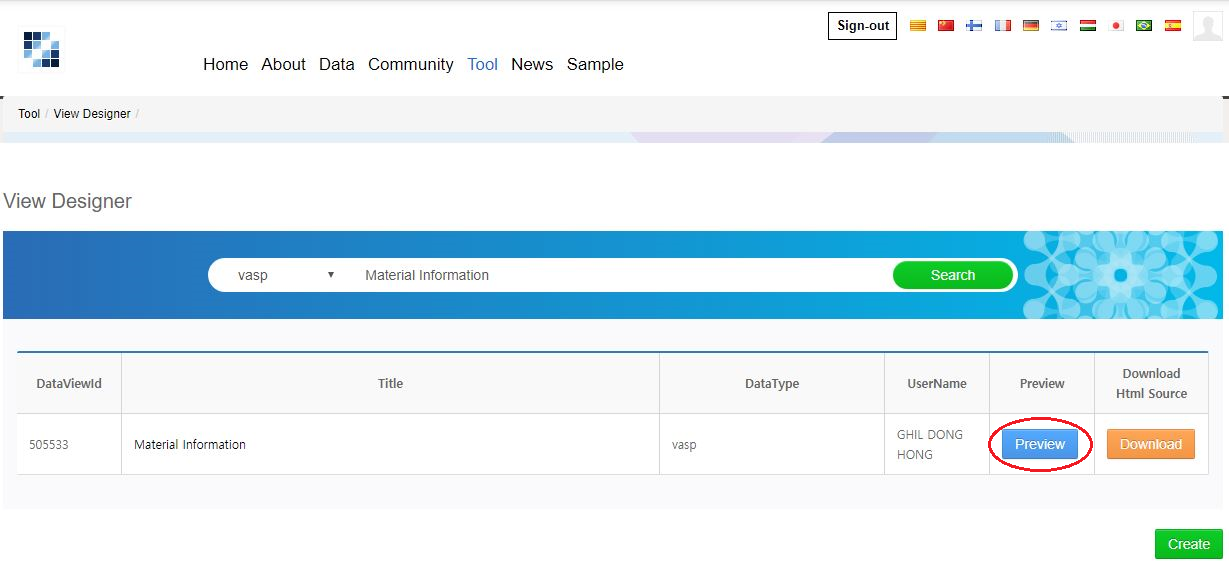 Sign-out
Home About Data Community Tool News Sample
Tool / View Designer /
View Designer
vasp ▼ Material Information Search
DataViewId Title DataType UserName Preview Download Html Source
505533 Material Information vasp GHIL DONG HONG Preview Download
Create